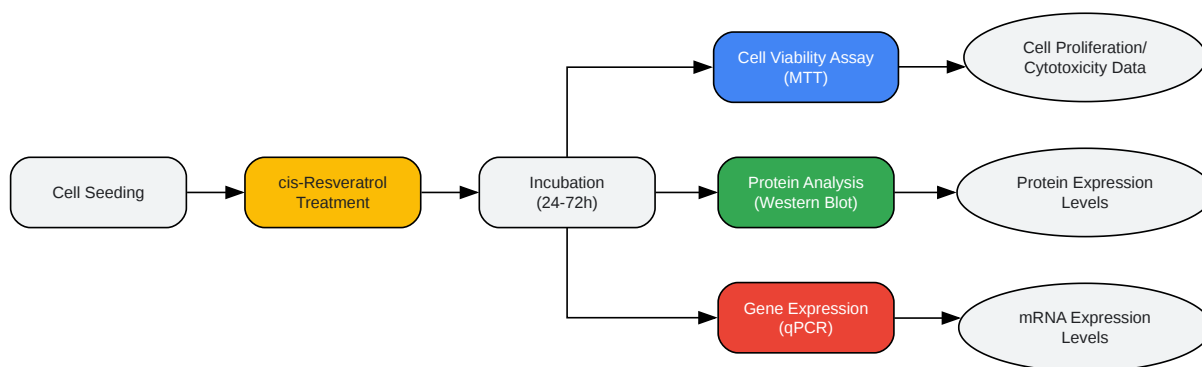 Cell Seeding
cis-Resveratrol
Treatment
Incubation
(24-72h)
Cell Viability Assay
(MTT)
Cell Proliferation/
Cytotoxicity Data
Protein Analysis
(Western Blot)
Protein Expression
Levels
Gene Expression
(qPCR)
mRNA Expression
Levels